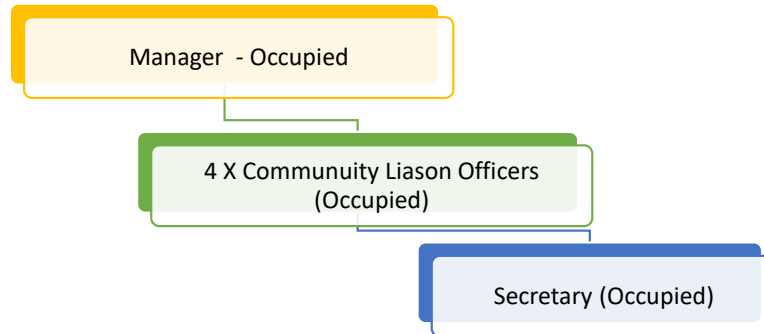 Manager  - Occupied
4 X Communuity Liason Officers
(Occupied)
Secretary (Occupied)